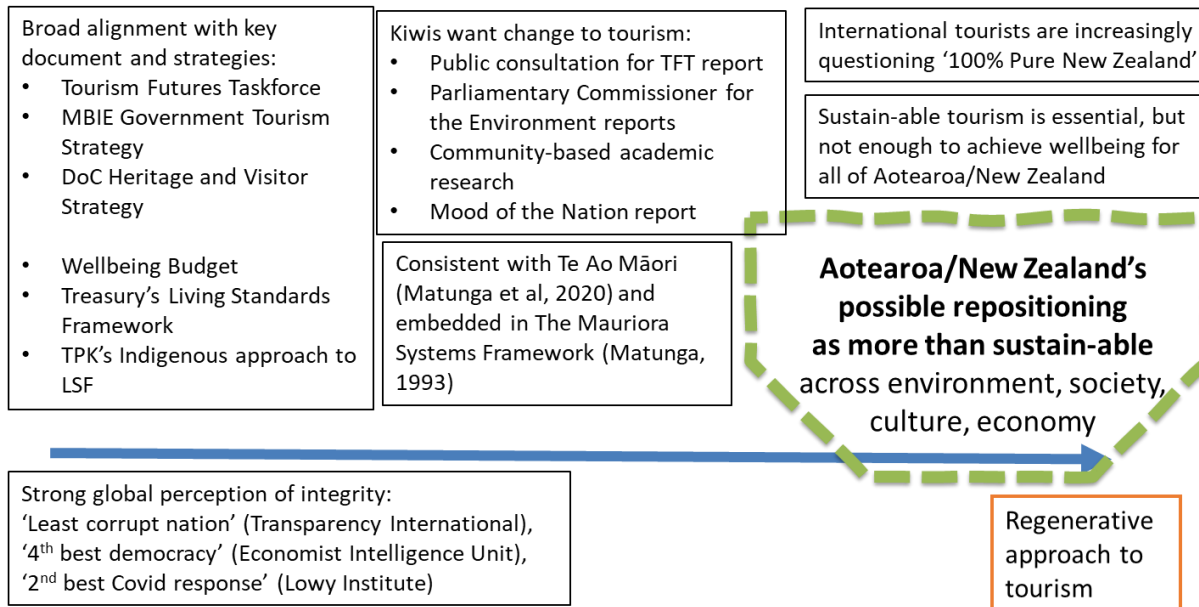 Broad alignment with key
document and strategies:
• Tourism Futures Taskforce
• MBIE Government Tourism
Strategy
• DoC Heritage and Visitor
Strategy
• Wellbeing Budget
• Treasury's Living Standards
Framework
• TPK's Indigenous approach to
LSF
Kiwis want change to tourism:
• Public consultation for TFT report
• Parliamentary Commissioner for
the Environment reports
• Community-based academic
research
• Mood of the Nation report
Consistent with Te Ao Māori
(Matunga et al, 2020) and
embedded in The Mauriora
Systems Framework (Matunga,
1993)
International tourists are increasingly
questioning '100% Pure New Zealand'
Sustain-able tourism is essential, but
not enough to achieve wellbeing for
all of Aotearoa/New Zealand
Aotearoa/New Zealand's
possible repositioning
as more than sustain-able
across environment, society,
culture, economy
Strong global perception of integrity:
'Least corrupt nation' (Transparency International),
'4th best democracy' (Economist Intelligence Unit),
'2nd best Covid response' (Lowy Institute)
Regenerative
approach to
tourism